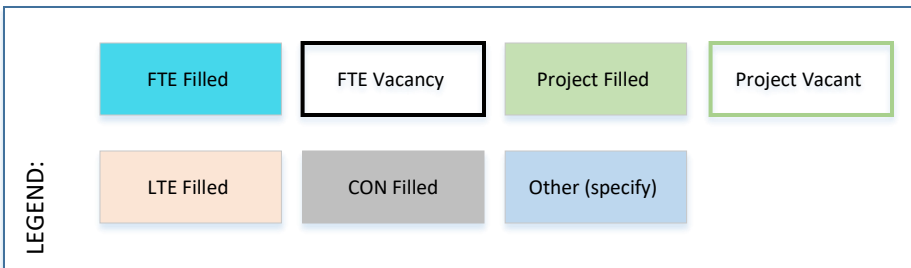 FTE Filled
FTE Vacancy
Project Filled
Project Vacant
LTE Filled
CON Filled
Other (specify)
LEGEND: